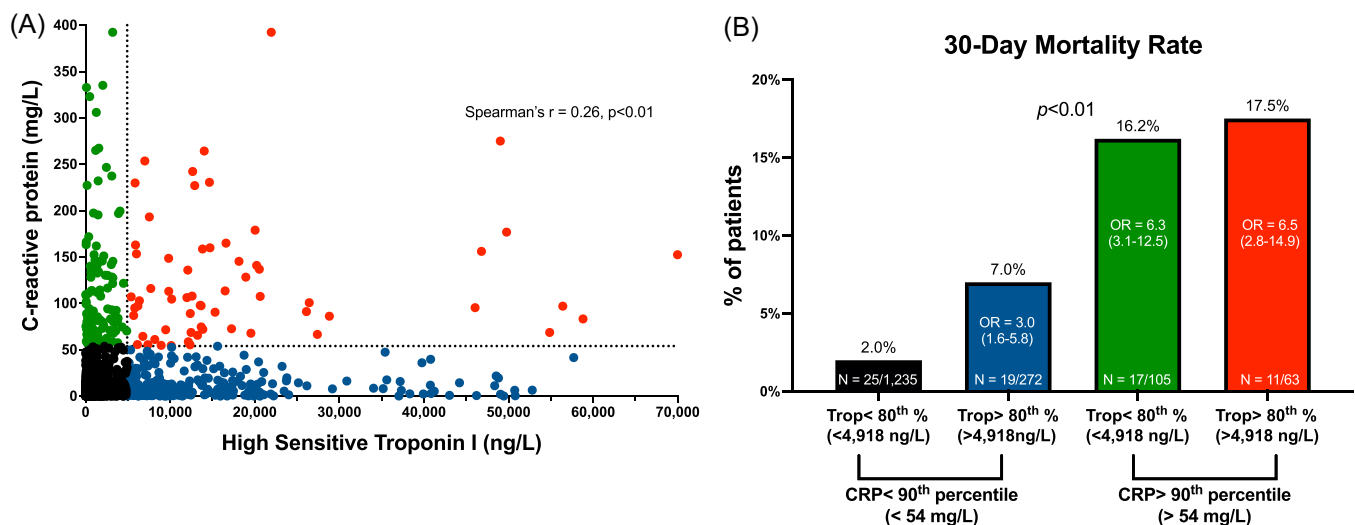 (A)
C-reactive protein (mg/L)
400
350
300
250
200
150
100
50
0
Spearman's r = 0.26, p<0.01
0
10,000
20,000
30,000
40,000
50,000
60,000
70,000
High Sensitive Troponin I (ng/L)
(B)
30-Day Mortality Rate
% of patients
20%
15%
10%
5%
0%
p<0.01
2.0%
N = 25/1,235
7.0%
OR = 3.0
(1.6-5.8)
N = 19/272
16.2%
OR = 6.3
(3.1-12.5)
N = 17/105
17.5%
OR = 6.5
(2.8-14.9)
N = 11/63
Trop< 80th %
(<4,918 ng/L)
Trop> 80th %
(>4,918ng/L)
Trop< 80th %
(<4,918 ng/L)
Trop> 80th %
(>4,918 ng/L)
CRP< 90th percentile
(< 54 mg/L)
CRP> 90th percentile
(> 54 mg/L)